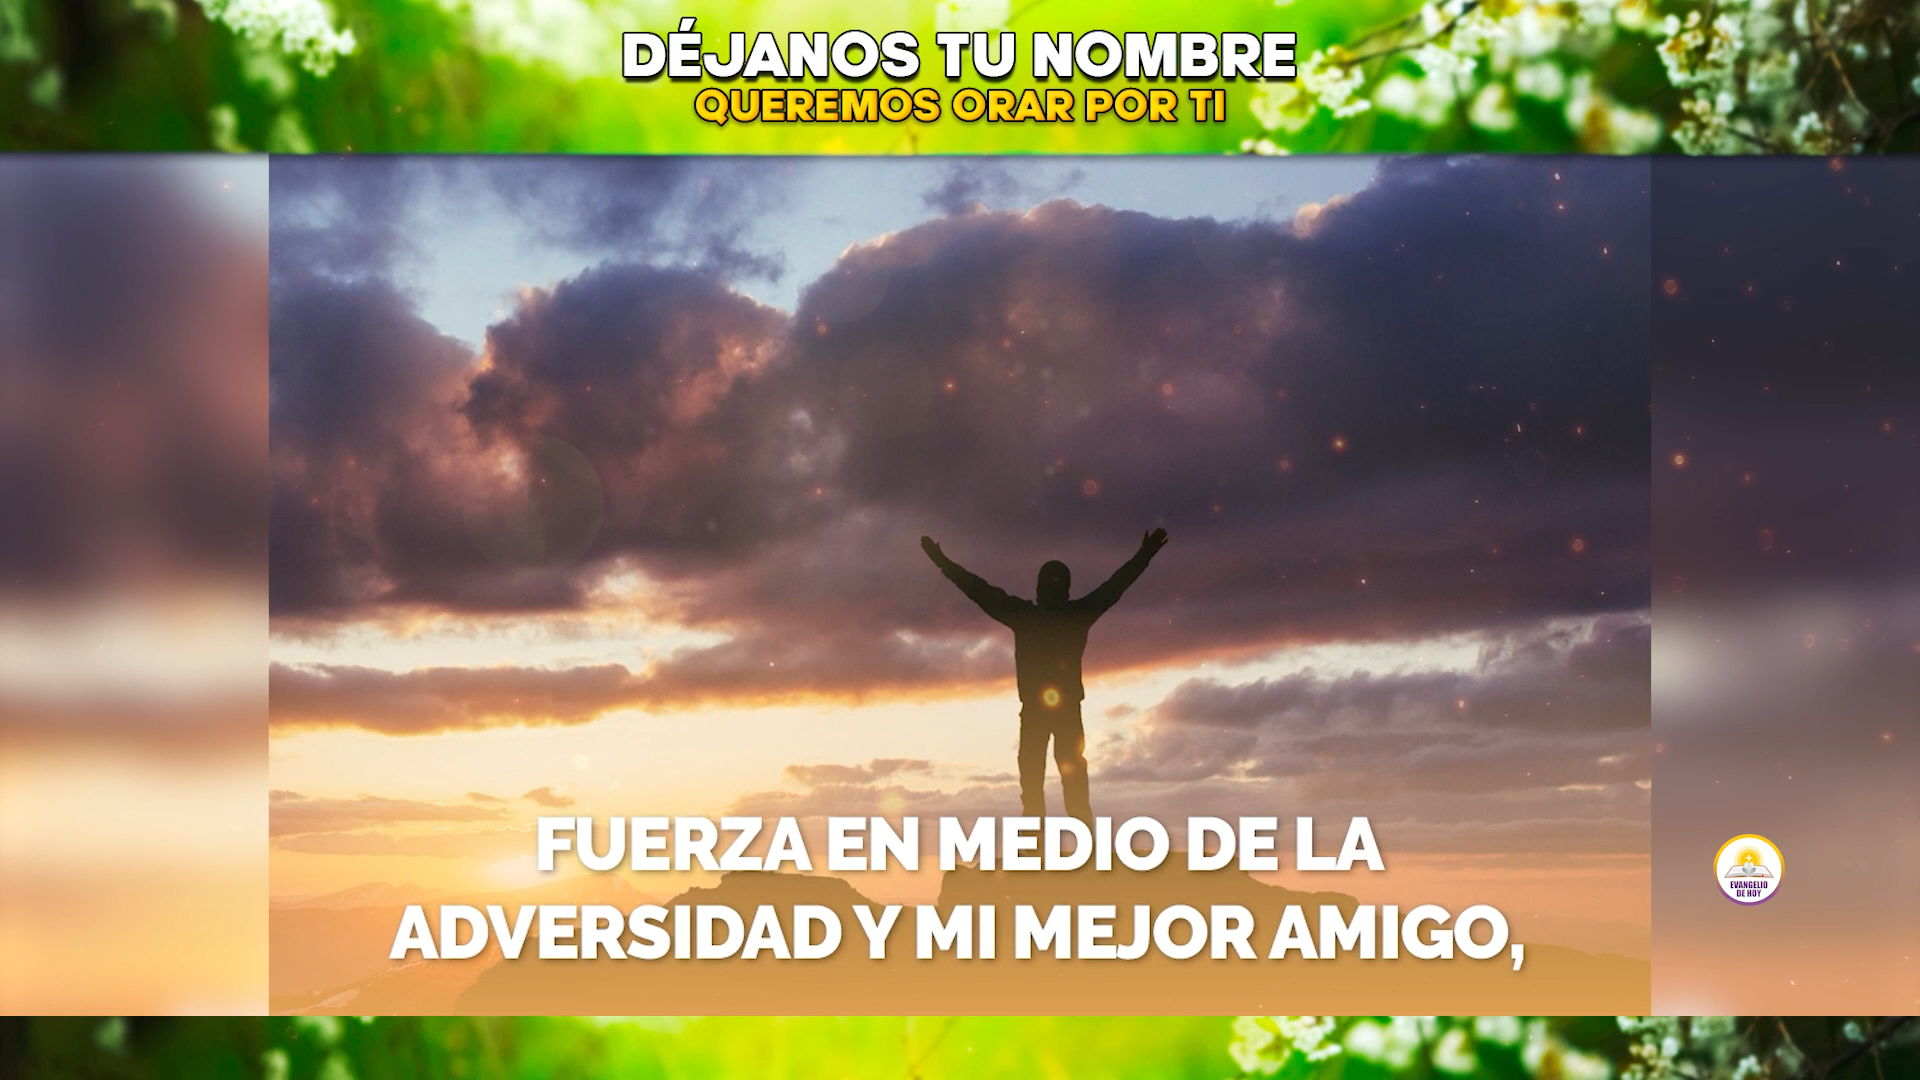 DÉJANOS TU NOMBRE
QUEREMOS ORAR POR TI
FUERZA EN MEDIO DE LA
ADVERSIDAD Y MI MEJOR AMIGO,
EVANGELIO
DE HOY